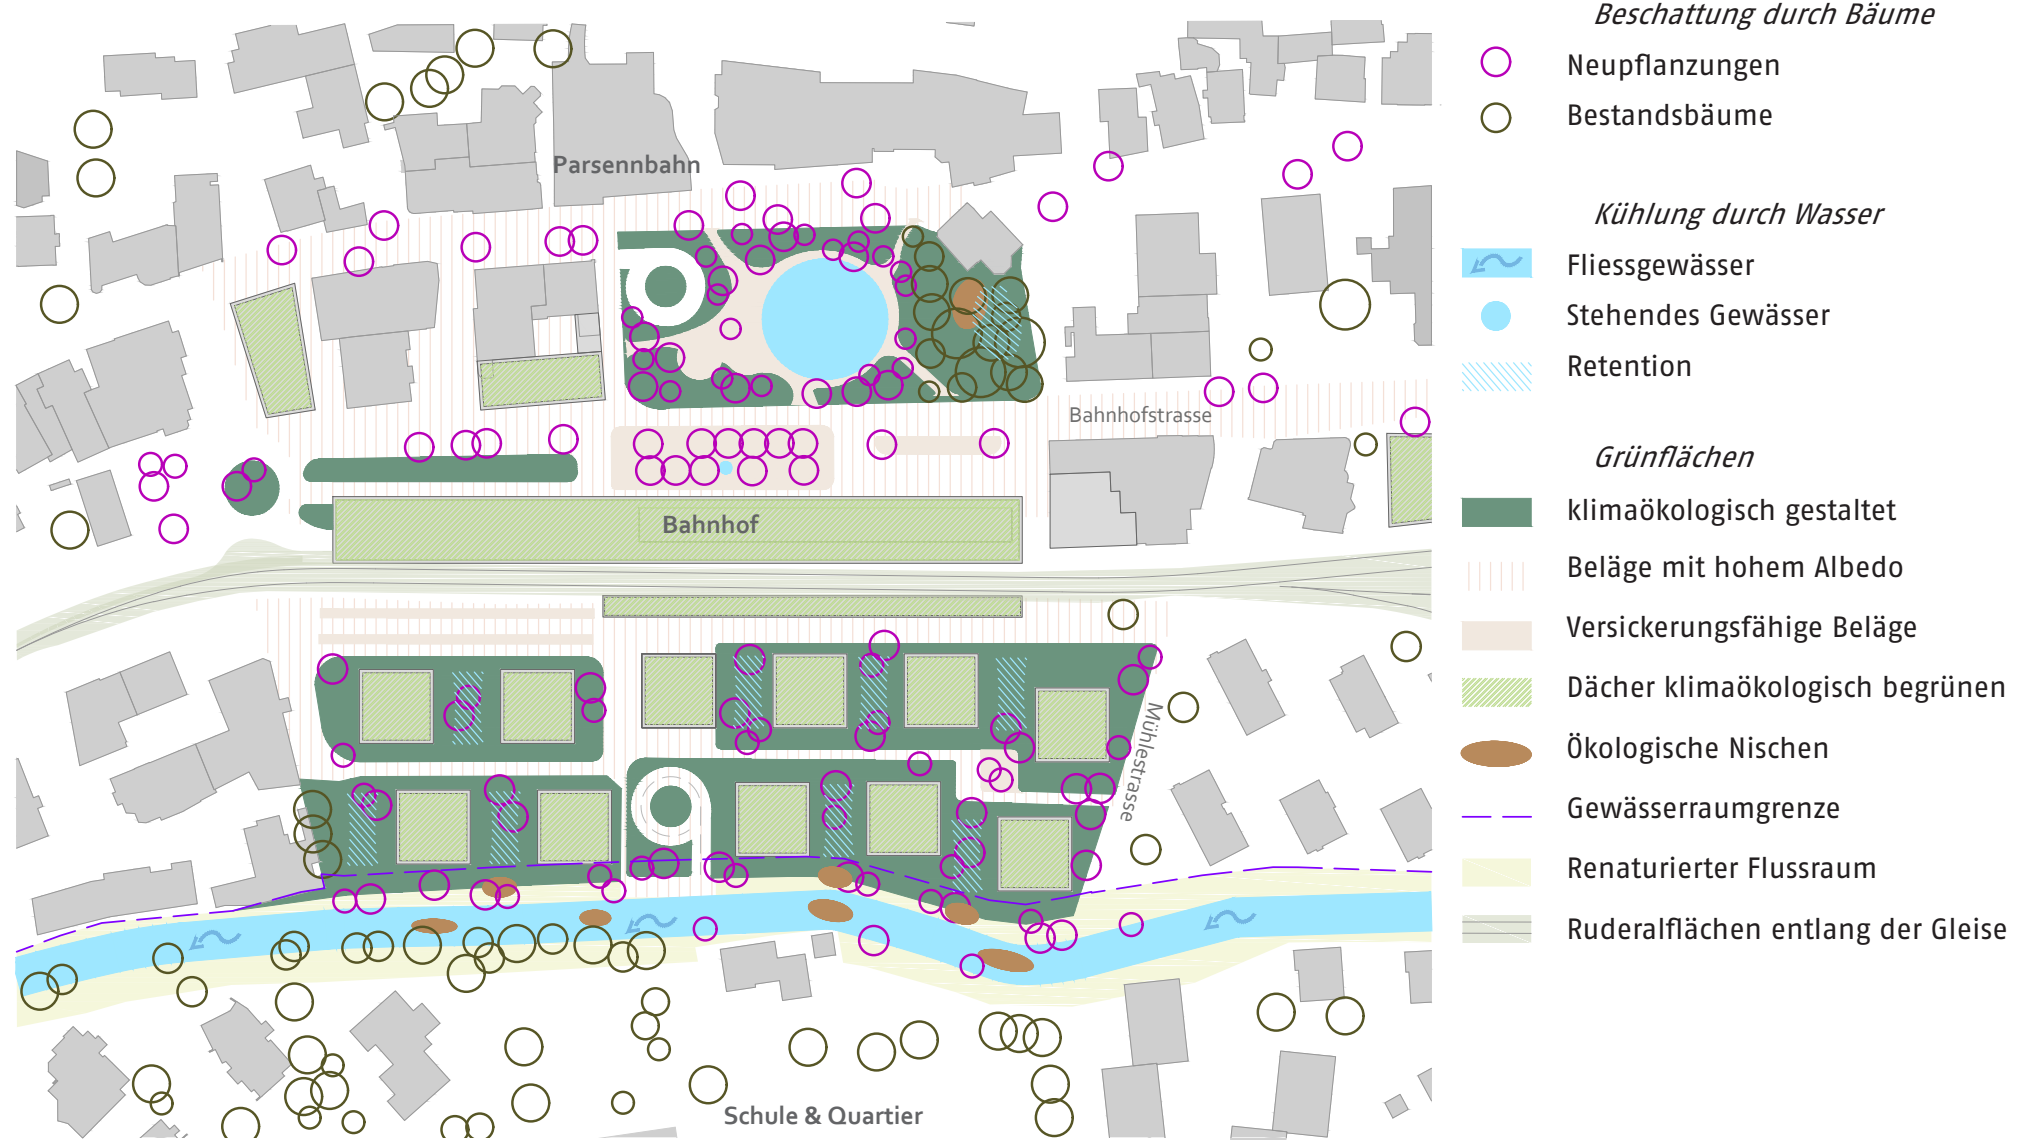 Parsennbahn
Bahnhofstrasse
Bahnhof
Mühlestrasse
Schule & Quartier
Beschattung durch Bäume
Neupflanzungen
Bestandsbäume
Kühlung durch Wasser
Fliessgewässer
Stehendes Gewässer
Retention
Grünflächen
klimaökologisch gestaltet
Beläge mit hohem Albedo
Versickerungsfähige Beläge
Dächer klimaökologisch begrünen
Ökologische Nischen
Gewässerraumgrenze
Renaturierter Flussraum
Ruderalflächen entlang der Gleise